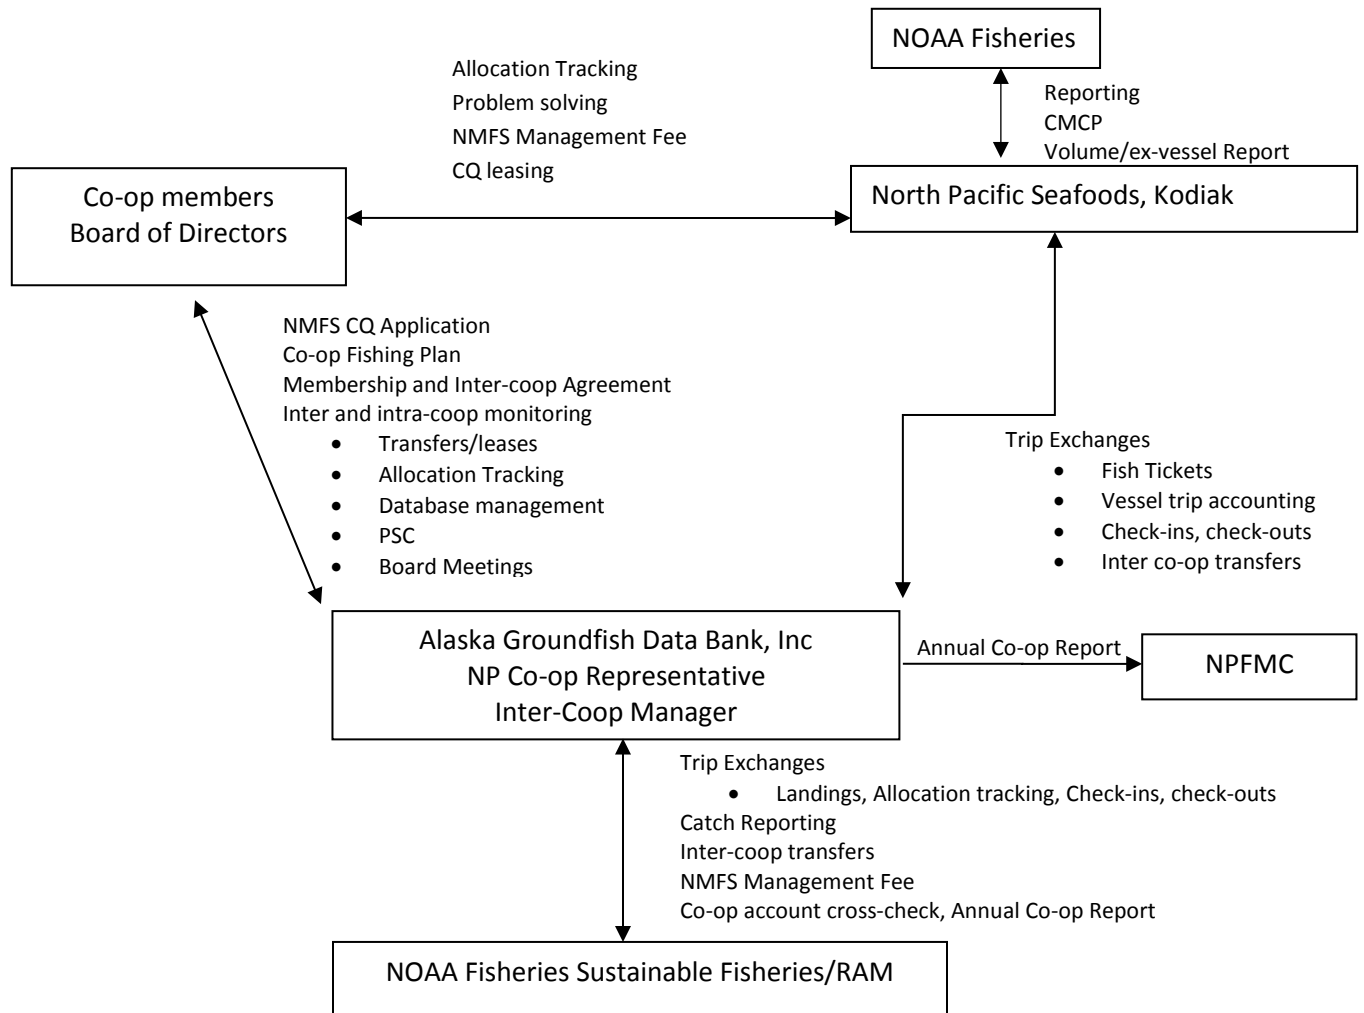 NOAA Fisheries
Allocation Tracking
Problem solving
NMFS Management Fee
CQ leasing
Reporting
CMCP
Volume/ex-vessel Report
Co-op members
Board of Directors
North Pacific Seafoods, Kodiak
NMFS CQ Application
Co-op Fishing Plan
Membership and Inter-coop Agreement
Inter and intra-coop monitoring
• Transfers/leases
• Allocation Tracking
• Database management
• PSC
• Board Meetings
Trip Exchanges
• Fish Tickets
• Vessel trip accounting
• Check-ins, check-outs
• Inter co-op transfers
Alaska Groundfish Data Bank, Inc
NP Co-op Representative
Inter-Coop Manager
Annual Co-op Report
NPFMC
Trip Exchanges
• Landings, Allocation tracking, Check-ins, check-outs
Catch Reporting
Inter-coop transfers
NMFS Management Fee
Co-op account cross-check, Annual Co-op Report
NOAA Fisheries Sustainable Fisheries/RAM